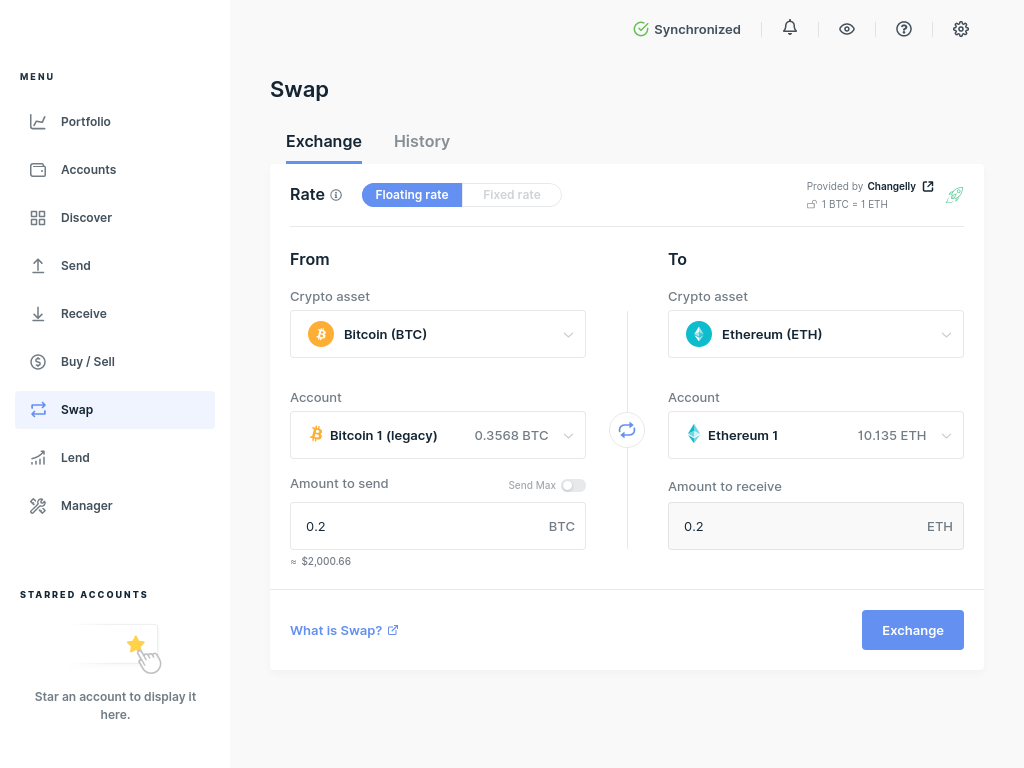 Synchronized
MENU
Portfolio
Accounts
Discover
Send
Receive
Buy / Sell
Swap
Lend
Manager
STARRED ACCOUNTS
Star an account to display it
here.
Swap
Exchange History
Rate Floating rate Fixed rate
Provided by Changelly
1 BTC = 1 ETH
From
Crypto asset
Bitcoin (BTC)
Account
Bitcoin 1 (legacy) 0.3568 BTC
Amount to send Send Max
0.2 BTC
≈ $2,000.66
To
Crypto asset
Ethereum (ETH)
Account
Ethereum 1 10.135 ETH
Amount to receive
0.2 ETH
What is Swap?
Exchange